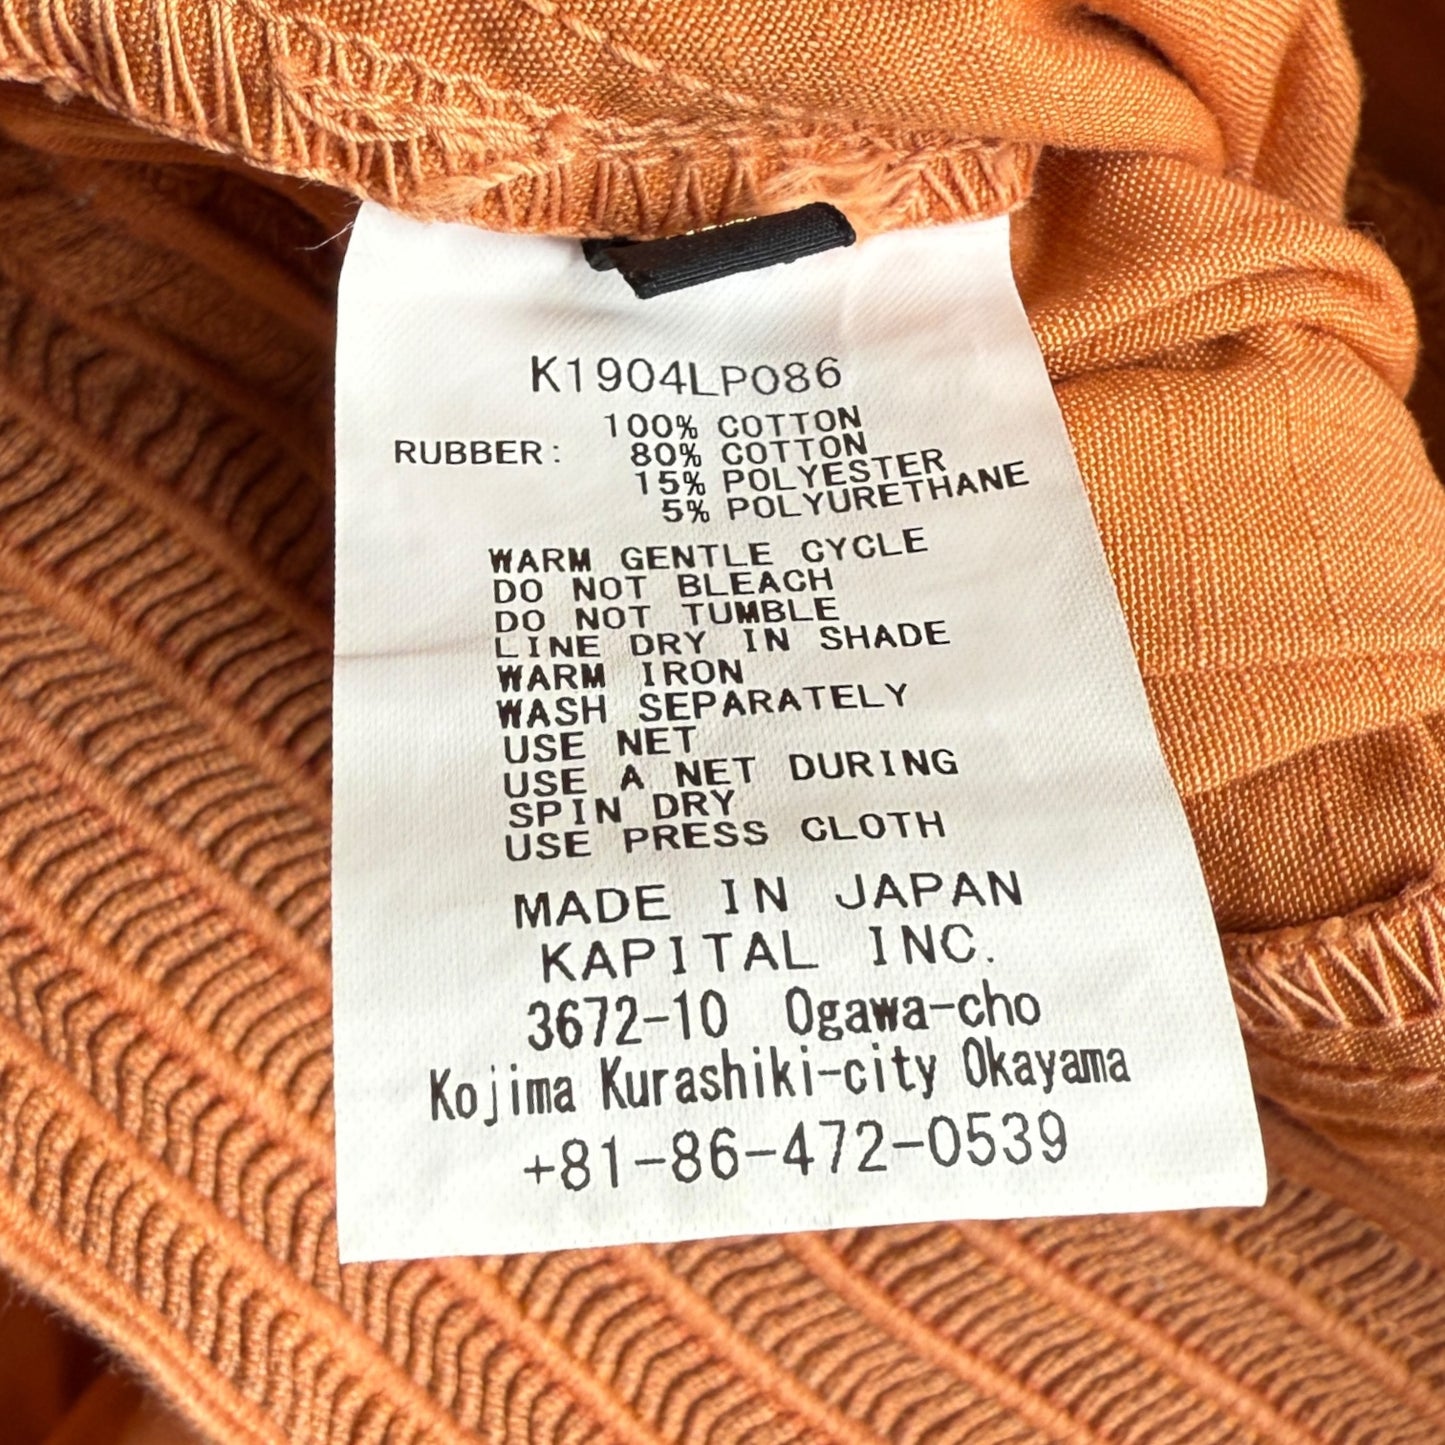 K1904LP086
100% COTTON
RUBBER: 80% COTTON
15% POLYESTER
5% POLYURETHANE
WARM GENTLE CYCLE
DO NOT BLEACH
DO NOT TUMBLE
LINE DRY IN SHADE
WARM IRON
WASH SEPARATELY
USE NET
USE A NET DURING
SPIN DRY
USE PRESS CLOTH
MADE IN JAPAN
KAPITAL INC.
3672-10 Ogawa-cho
Kojima Kurashiki-city Okayama
+81-86-472-0539